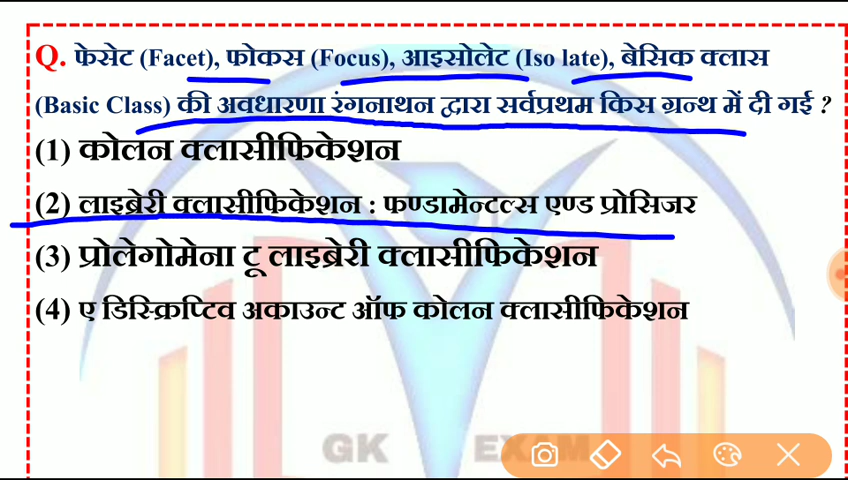 Q. फेसेट (Facet), फोकस (Focus), आइसोलेट (Iso late), बेसिक क्लास
(Basic Class) की अवधारणा रंगनाथन द्वारा सर्वप्रथम किस ग्रन्थ में दी गई ?
(1) कोलन क्लासीफिकेशन
(2) लाइब्रेरी क्लासीफिकेशन : फण्डामेन्टल्स एण्ड प्रोसिजर
(3) प्रोलेगोमेना टू लाइब्रेरी क्लासीफिकेशन
(4) ए डिस्क्रिप्टिव अकाउन्ट ऑफ कोलन क्लासीफिकेशन
GK EXAM